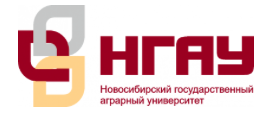 НГАУ
Новосибирский государственный
аграрный университет